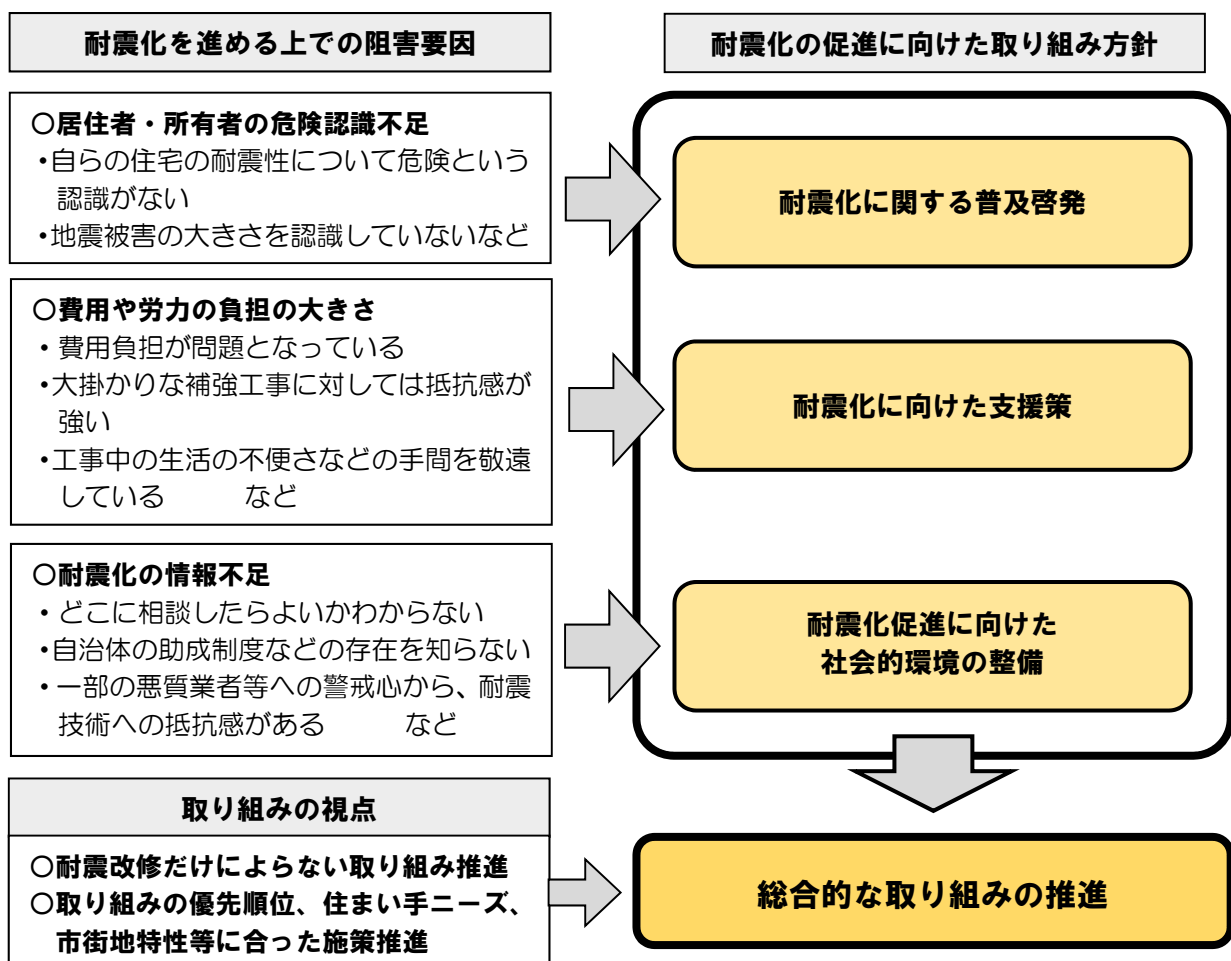 耐震化を進める上での阻害要因
〇居住者・所有者の危険認識不足
・自らの住宅の耐震性について危険という
認識がない
・地震被害の大きさを認識していないなど
〇費用や労力の負担の大きさ
・費用負担が問題となっている
・大掛かりな補強工事に対しては抵抗感が
強い
・工事中の生活の不便さなどの手間を敬遠
している　　　など
〇耐震化の情報不足
・どこに相談したらよいかわからない
・自治体の助成制度などの存在を知らない
・一部の悪質業者等への警戒心から、耐震
技術への抵抗感がある　　　など
取り組みの視点
〇耐震改修だけによらない取り組み推進
〇取り組みの優先順位、住まい手ニーズ、
市街地特性等に合った施策推進
耐震化の促進に向けた取り組み方針
耐震化に関する普及啓発
耐震化に向けた支援策
耐震化促進に向けた
社会的環境の整備
総合的な取り組みの推進